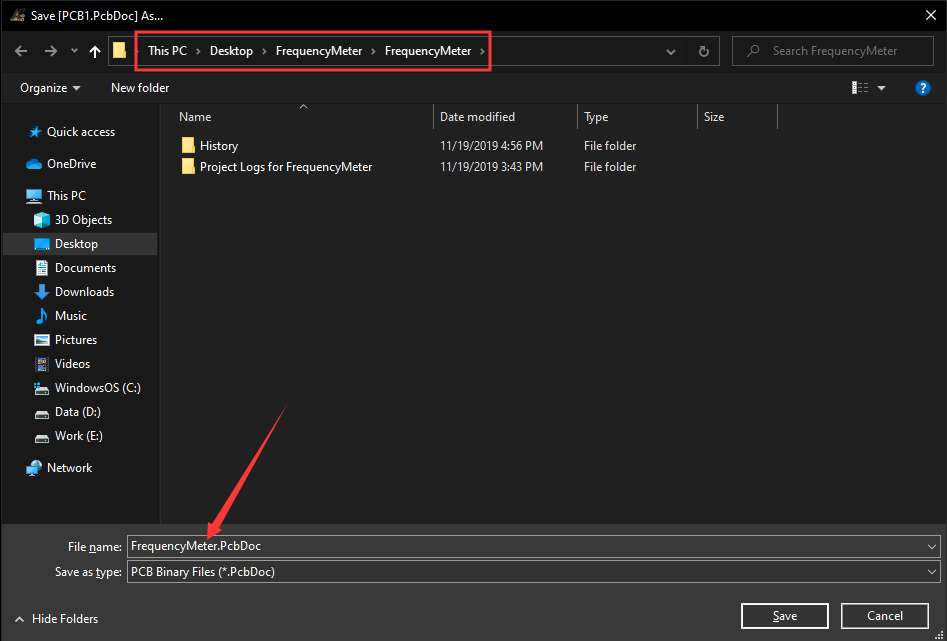 Save [PCB1.PcbDoc] As...
This PC > Desktop > FrequencyMeter > FrequencyMeter >
Search FrequencyMeter
Organize New folder
?
Name Date modified Type Size
History 11/19/2019 4:56 PM File folder
Project Logs for FrequencyMeter 11/19/2019 3:43 PM File folder
Quick access
OneDrive
This PC
3D Objects
Desktop
Documents
Downloads
Music
Pictures
Videos
WindowsOS (C:)
Data (D:)
Work (E:)
Network
File name: FrequencyMeter.PcbDoc
Save as type: PCB Binary Files (*.PcbDoc)
Hide Folders Save Cancel